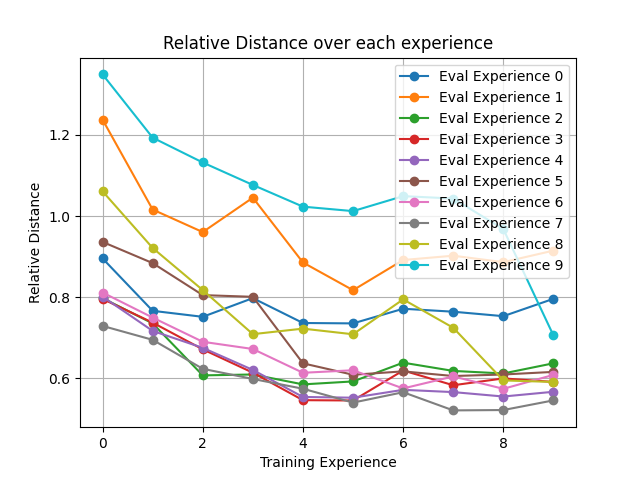 Relative Distance over each experience
Relative Distance
1.2
1.0
0.8
0.6
0
2
4
6
8
Training Experience
Eval Experience 0
Eval Experience 1
Eval Experience 2
Eval Experience 3
Eval Experience 4
Eval Experience 5
Eval Experience 6
Eval Experience 7
Eval Experience 8
Eval Experience 9